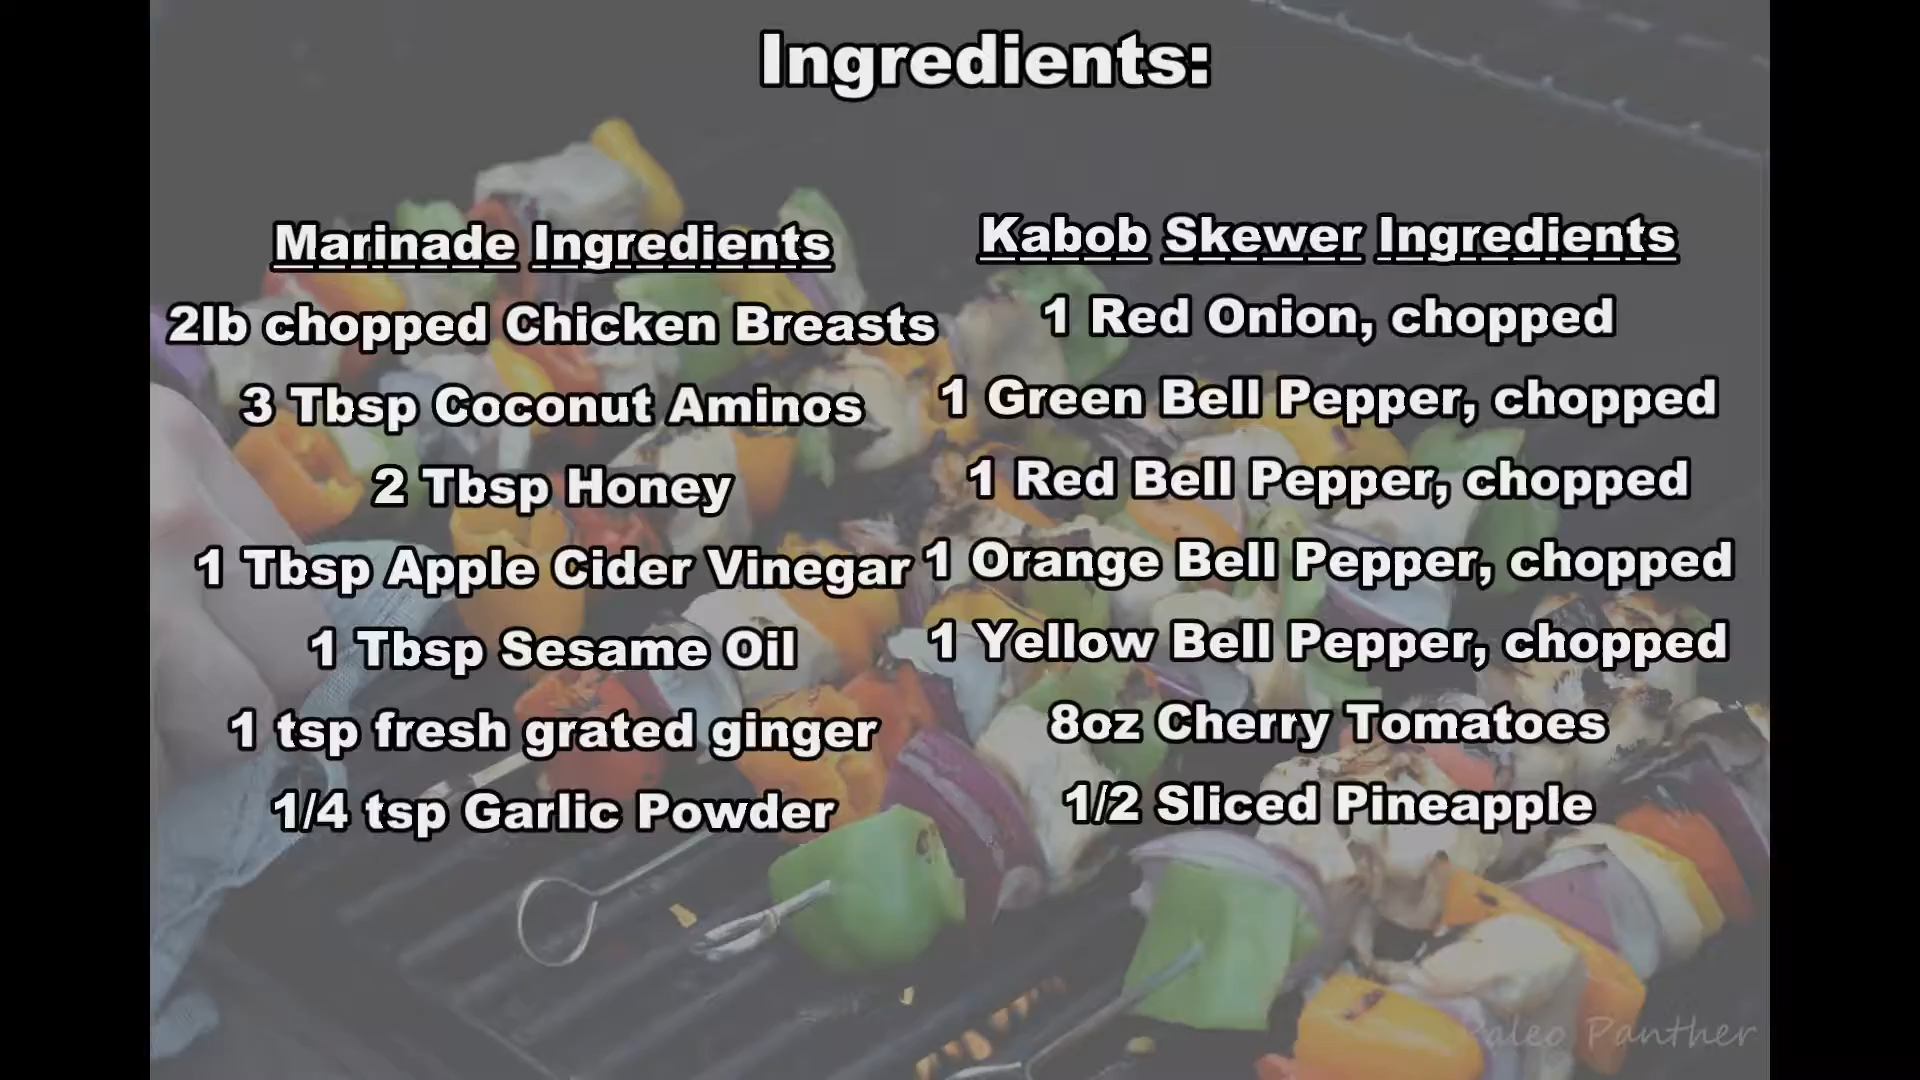 Ingredients:
Marinade Ingredients
2lb chopped Chicken Breasts
3 Tbsp Coconut Aminos
2 Tbsp Honey
1 Tbsp Apple Cider Vinegar
1 Tbsp Sesame Oil
1 tsp fresh grated ginger
1/4 tsp Garlic Powder
Kabob Skewer Ingredients
1 Red Onion, chopped
1 Green Bell Pepper, chopped
1 Red Bell Pepper, chopped
1 Orange Bell Pepper, chopped
1 Yellow Bell Pepper, chopped
8oz Cherry Tomatoes
1/2 Sliced Pineapple
Paleo Panther